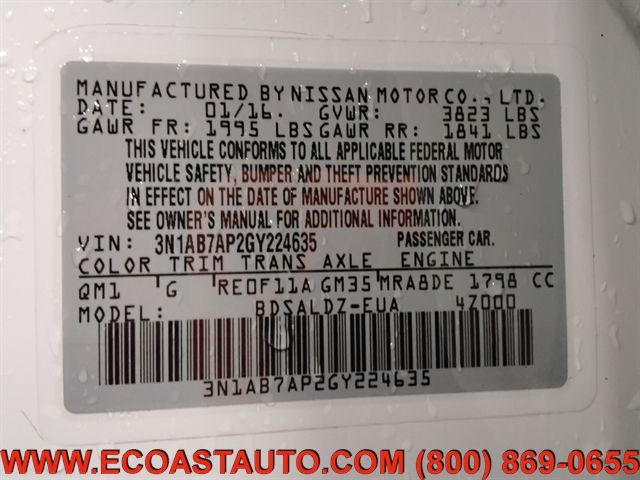 MANUFACTURED BY NISSAN MOTOR CO., LTD.
DATE: 01/16. GVWR: 3823 LBS
GAWR FR: 1995 LBS GAWR RR: 1841 LBS
THIS VEHICLE CONFORMS TO ALL APPLICABLE FEDERAL MOTOR
VEHICLE SAFETY, BUMPER AND THEFT PREVENTION STANDARDS
IN EFFECT ON THE DATE OF MANUFACTURE SHOWN ABOVE.
SEE OWNER'S MANUAL FOR ADDITIONAL INFORMATION.
VIN: 3N1AB7AP2GY224635 PASSENGER CAR.
COLOR TRIM TRANS AXLE ENGINE
QM1 G RE0F11A GM35 MRA8DE 1798 CC
MODEL: BDSALDZ-EUA 4Z000
3N1AB7AP2GY224635
WWW.ECOASTAUTO.COM (800) 869-0655